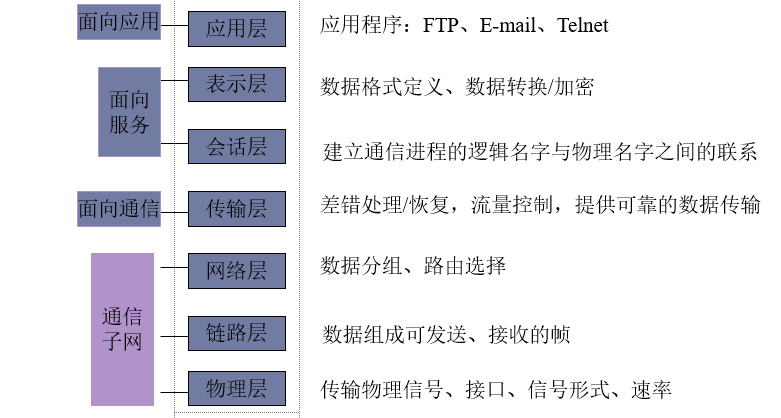 面向应用
应用层
应用程序：FTP、E-mail、Telnet
面向
服务
表示层
数据格式定义、数据转换/加密
会话层
建立通信进程的逻辑名字与物理名字之间的联系
面向通信
传输层
差错处理/恢复，流量控制，提供可靠的数据传输
通信
子网
网络层
数据分组、路由选择
链路层
数据组成可发送、接收的帧
物理层
传输物理信号、接口、信号形式、速率